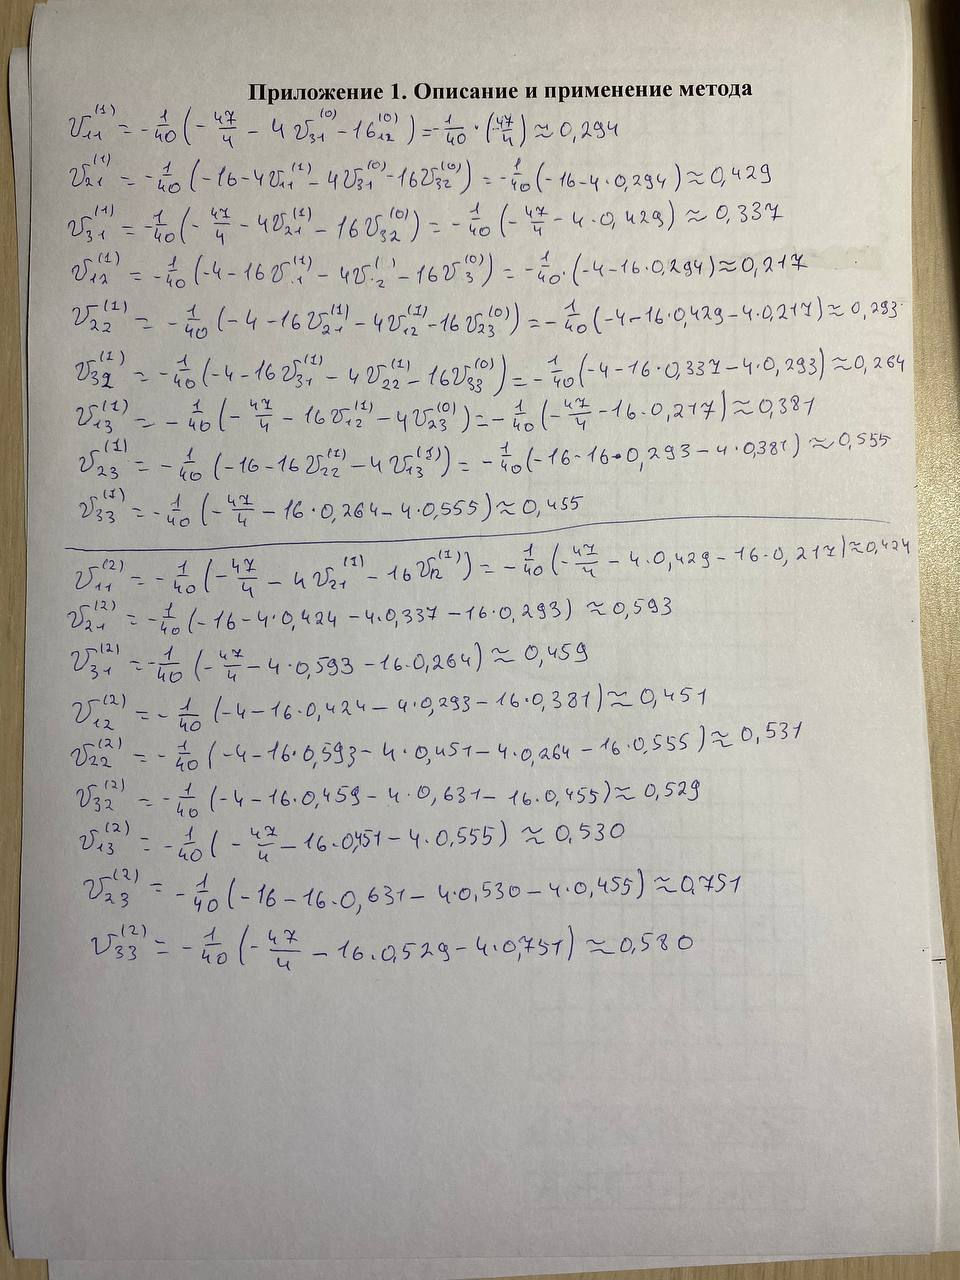 Приложение 1. Описание и применение метода
v₁₁⁽¹⁾ = -1/40 (-47/4 - 4v₃₁⁽⁰⁾ - 16₁₂⁽⁰⁾) = -1/40 · (-47/4) ≈ 0,294
v₂₁⁽¹⁾ = -1/40 (-16-4v₁₁⁽¹⁾ - 4v₃₁⁽⁰⁾ - 16v₃₂⁽⁰⁾) = -1/40 (-16-4·0,294) ≈ 0,429
v₃₁⁽¹⁾ = -1/40 (-47/4 - 4v₂₁⁽¹⁾ - 16v₃₂⁽⁰⁾) = -1/40 (-47/4 - 4·0,429) ≈ 0,337
v₁₂⁽¹⁾ = -1/40 (-4-16v.₁⁽¹⁾ - 4v.₂⁽ ⁾ - 16v₃⁽⁰⁾) = -1/40·(-4-16·0,294) ≈ 0,217
v₂₂⁽¹⁾ = -1/40 (-4-16v₂₁⁽¹⁾ - 4v₁₂⁽¹⁾ - 16v₂₃⁽⁰⁾) = -1/40 (-4-16·0,429-4·0,217) ≈ 0,293
v₃₂⁽¹⁾ = -1/40 (-4-16v₃₁⁽¹⁾ - 4v₂₂⁽¹⁾ - 16v₃₃⁽⁰⁾) = -1/40 (-4-16·0,337-4·0,293) ≈ 0,264
v₁₃⁽¹⁾ = -1/40 (-47/4 - 16v₁₂⁽¹⁾ - 4v₂₃⁽⁰⁾) = -1/40 (-47/4 - 16·0,217) ≈ 0,381
v₂₃⁽¹⁾ = -1/40 (-16-16v₂₂⁽¹⁾ - 4v₁₃⁽¹⁾) = -1/40 (-16-16·0,293-4·0,381) ≈ 0,555
v₃₃⁽¹⁾ = -1/40 (-47/4 - 16·0,264-4·0,555) ≈ 0,455
v₁₁⁽²⁾ = -1/40 (-47/4 - 4v₂₁⁽¹⁾ - 16v₁₂⁽¹⁾) = -1/40 (-47/4 - 4·0,429-16·0,217) ≈ 0,424
v₂₁⁽²⁾ = -1/40 (-16-4·0,424-4·0,337-16·0,293) ≈ 0,593
v₃₁⁽²⁾ = -1/40 (-47/4 - 4·0,593-16·0,264) ≈ 0,459
v₁₂⁽²⁾ = -1/40 (-4-16·0,424-4·0,293-16·0,381) ≈ 0,451
v₂₂⁽²⁾ = -1/40 (-4-16·0,593-4·0,451-4·0,264-16·0,555) ≈ 0,531
v₃₂⁽²⁾ = -1/40 (-4-16·0,459-4·0,631-16·0,455) ≈ 0,529
v₁₃⁽²⁾ = -1/40 (-47/4 - 16·0,451-4·0,555) ≈ 0,530
v₂₃⁽²⁾ = -1/40 (-16-16·0,631-4·0,530-4·0,455) ≈ 0,751
v₃₃⁽²⁾ = -1/40 (-47/4 - 16·0,529-4·0,751) ≈ 0,580